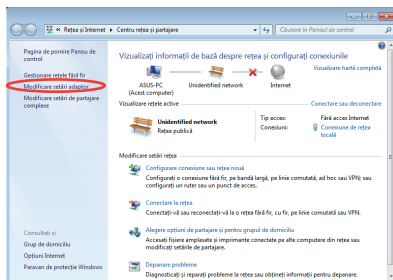 Rețea și Internet ▸ Centru rețea și partajare
Căutare în Panoul de control
Pagina de pornire Panou de
control
Gestionare rețele fără fir
Modificare setări adaptor
Modificare setări de partajare
complexe
Consultați și
Grup de domiciliu
Opțiuni Internet
Paravan de protecție Windows
Vizualizați informații de bază despre rețea și configurați conexiunile
Vizualizare hartă completă
ASUS-PC
(Acest computer)
Unidentified network
Internet
Vizualizare rețele active
Conectare sau deconectare
Unidentified network
Rețea publică
Tip acces: Fără acces Internet
Conexiuni: Conexiune de rețea
locală
Modificare setări rețea
Configurare conexiune sau rețea nouă
Configurați o conexiune fără fir, pe bandă largă, pe linie comutată, ad hoc sau VPN; sau
configurați un ruter sau un punct de acces.
Conectare la rețea
Conectați-vă sau reconectați-vă la o rețea fără fir, cu fir, pe linie comutată sau VPN.
Alegere opțiuni de partajare și pentru grupul de domiciliu
Accesați fișiere amplasate și imprimante conectate pe alte computere din rețea sau
modificați setările de partajare.
Depanare probleme
Diagnosticați și reparați probleme la rețea sau obțineți informații pentru depanare.